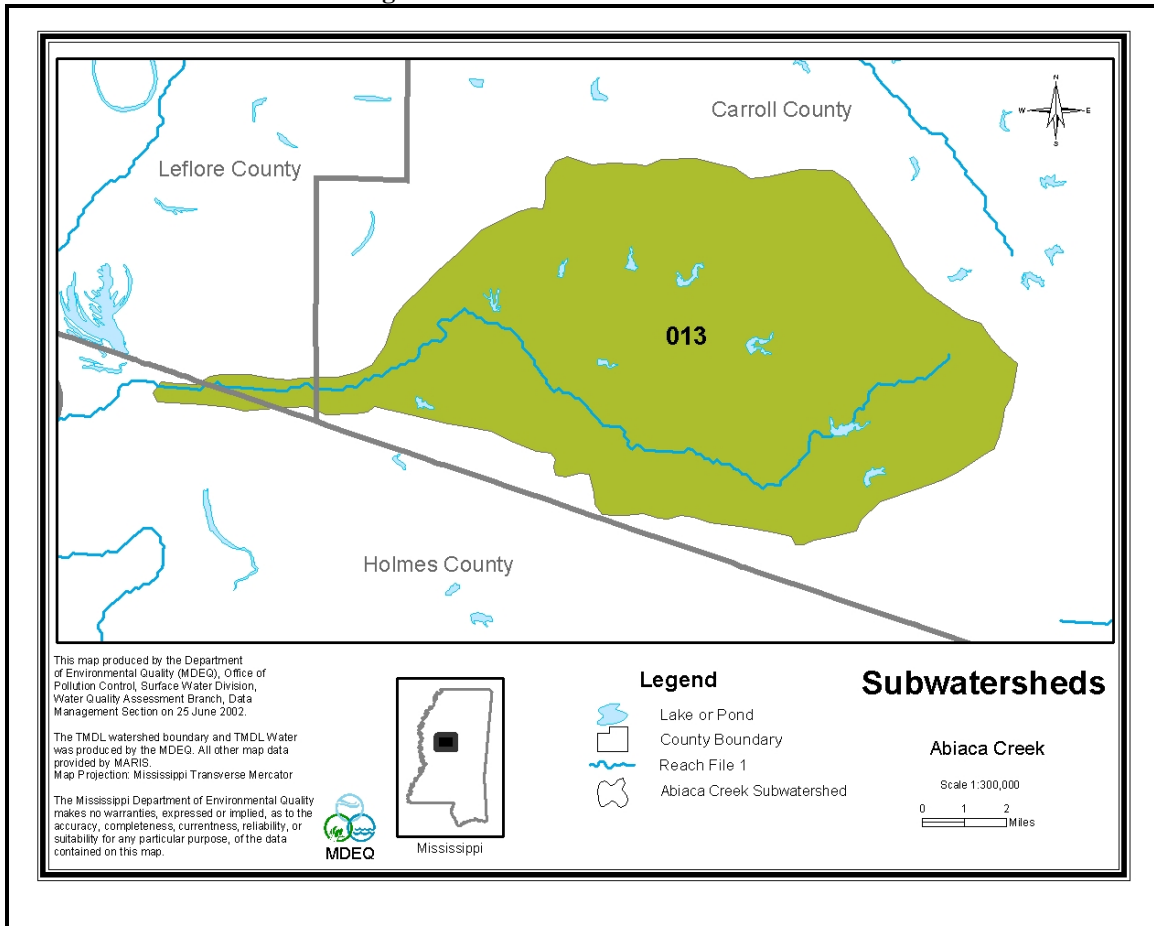 Carroll County
N
W E
S
Leflore County
013
Holmes County
This map produced by the Department
of Environmental Quality (MDEQ), Office of
Pollution Control, Surface Water Division,
Water Quality Assessment Branch, Data
Management Section on 25 June 2002.
The TMDL watershed boundary and TMDL Water
was produced by the MDEQ. All other map data
provided by MARIS.
Map Projection: Mississippi Transverse Mercator
The Mississippi Department of Environmental Quality
makes no warranties, expressed or implied, as to the
accuracy, completeness, currentness, reliability, or
suitability for any particular purpose, of the data
contained on this map.
MDEQ
Mississippi
Legend
Lake or Pond
County Boundary
Reach File 1
Abiaca Creek Subwatershed
Subwatersheds
Abiaca Creek
Scale 1:300,000
0 1 2
Miles